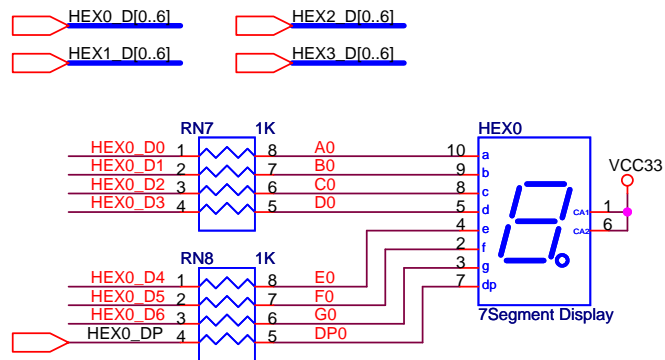 HEX0_D[0..6] HEX2_D[0..6]
HEX1_D[0..6] HEX3_D[0..6]
RN7 1K HEX0
HEX0_D0 1 8 A0 10 a
HEX0_D1 2 7 B0 9 b
HEX0_D2 3 6 C0 8 c
HEX0_D3 4 5 D0 5 d
4 e
2 f
3 g
7 dp
CA1 1
CA2 6
VCC33
7Segment Display
RN8 1K
HEX0_D4 1 8 E0
HEX0_D5 2 7 F0
HEX0_D6 3 6 G0
HEX0_DP 4 5 DP0